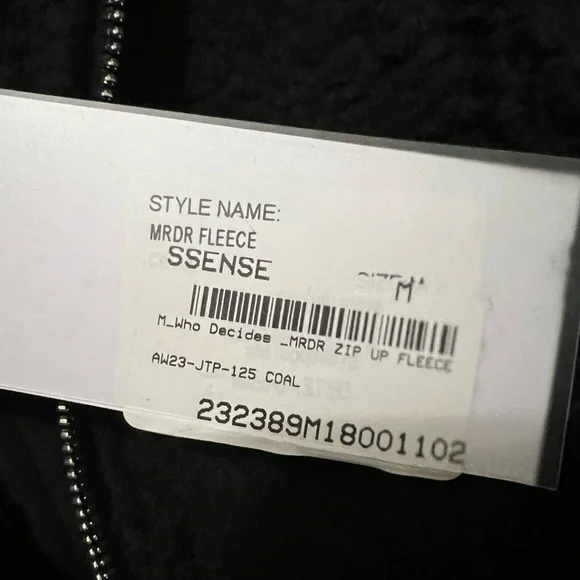 STYLE NAME:
MRDR FLEECE
SSENSE
M
M_Who Decides _MRDR ZIP UP FLEECE
AW23-JTP-125 COAL
232389M18001102